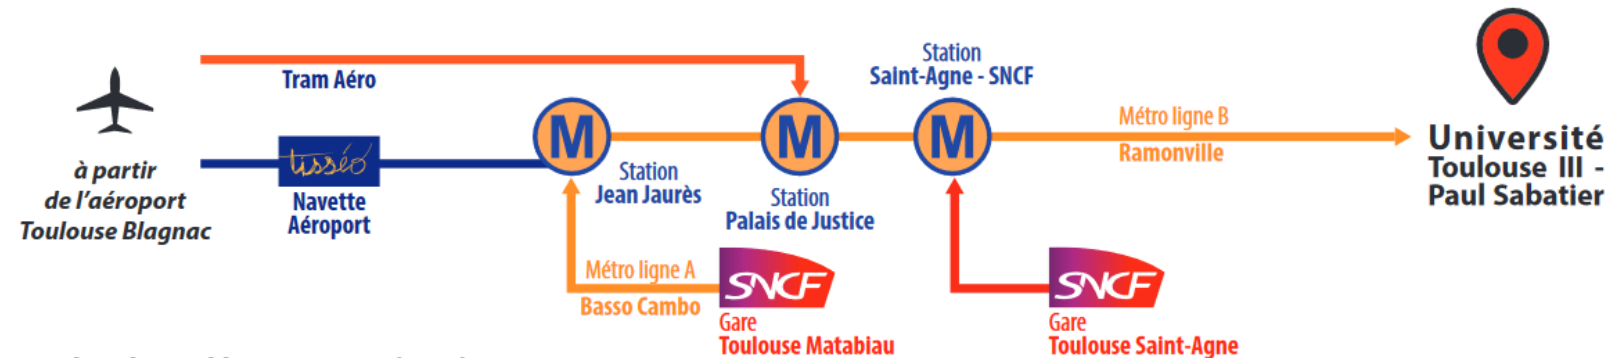 à partir
de l'aéroport
Toulouse Blagnac
Tram Aéro
tisséo
Navette
Aéroport
M
Station
Jean Jaurès
Métro ligne A
Basso Cambo
SNCF
Gare
Toulouse Matabiau
M
Station
Palais de Justice
Station
Saint-Agne - SNCF
M
SNCF
Gare
Toulouse Saint-Agne
Métro ligne B
Ramonville
Université
Toulouse III -
Paul Sabatier